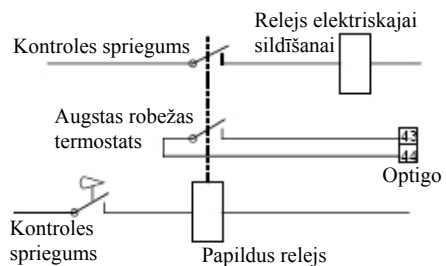 Relejs elektriskajai
sildīšanai
Kontroles spriegums
Augstas robežas
termostats
43
44
Optigo
Kontroles
spriegums
Papildus relejs